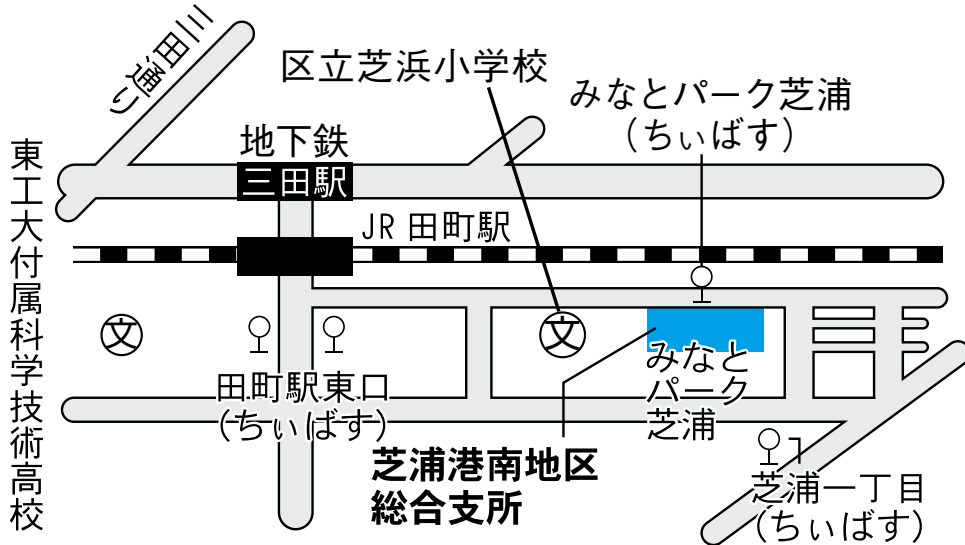 三田通り
区立芝浜小学校
みなとパーク芝浦
（ちぃばす）
地下鉄
三田駅
JR 田町駅
東工大付属科学技術高校
文
文
みなと
パーク
芝浦
田町駅東口
（ちぃばす）
芝浦港南地区
総合支所
芝浦一丁目
（ちぃばす）